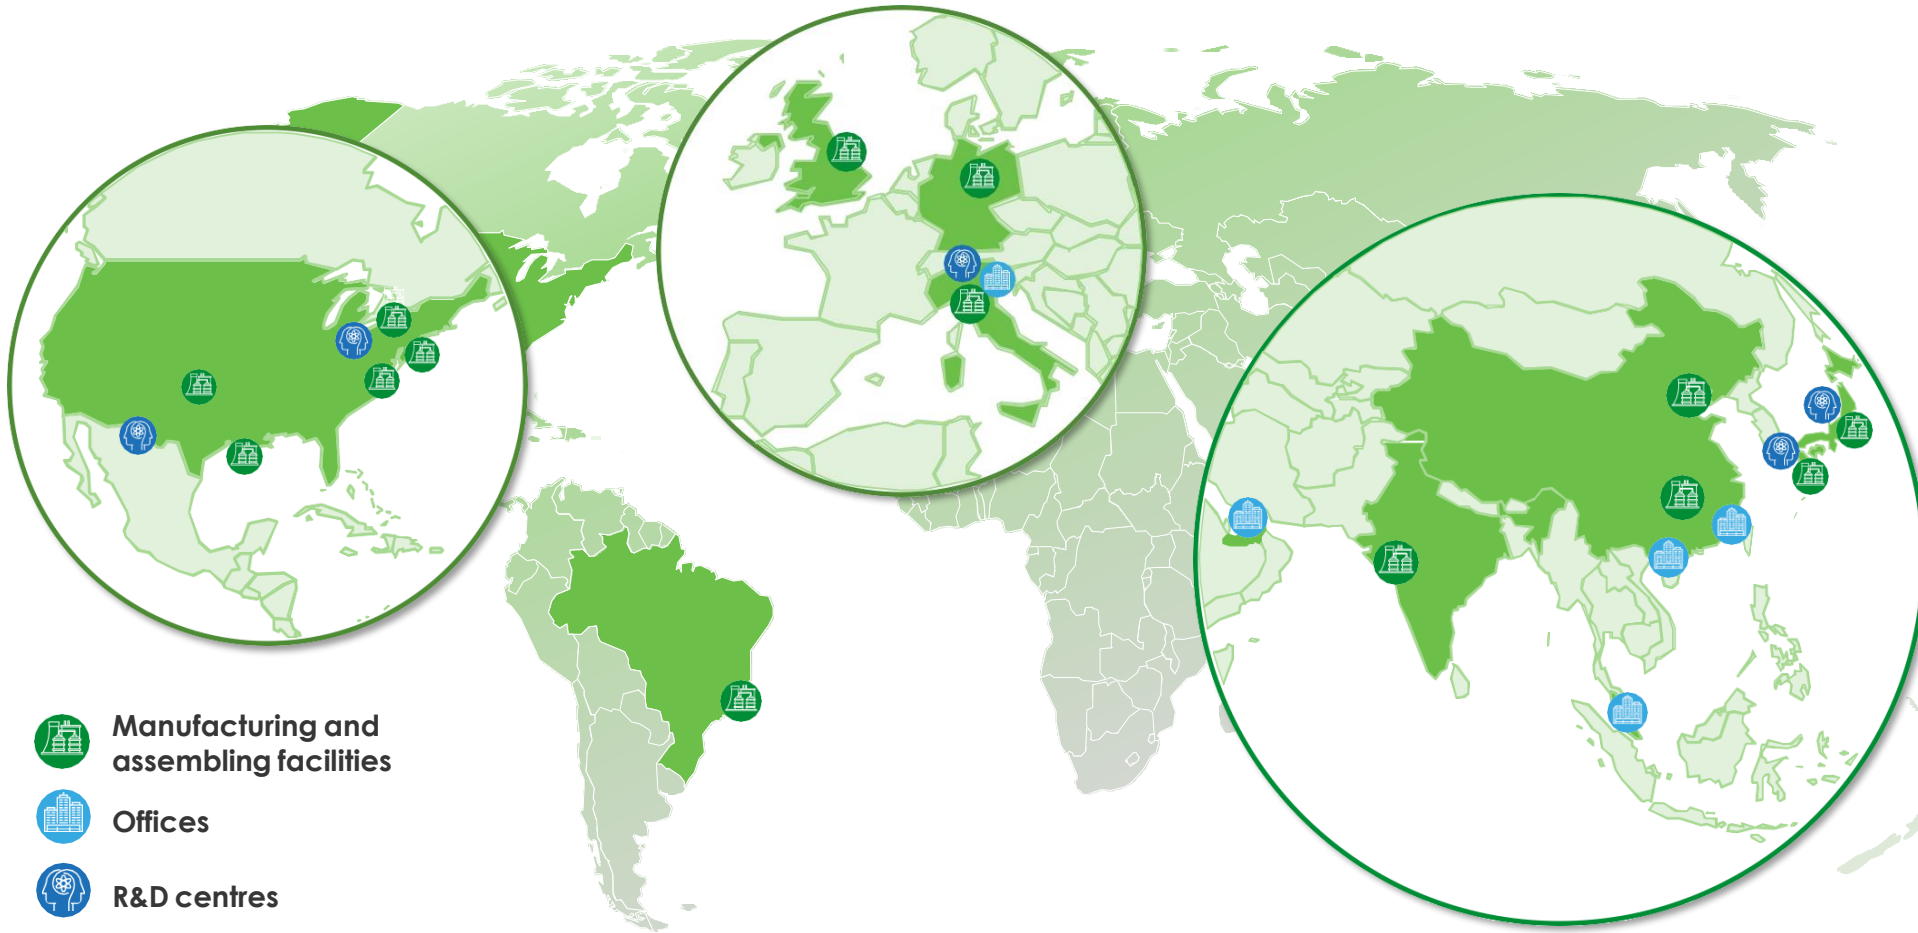 Manufacturing and
assembling facilities
Offices
R&D centres